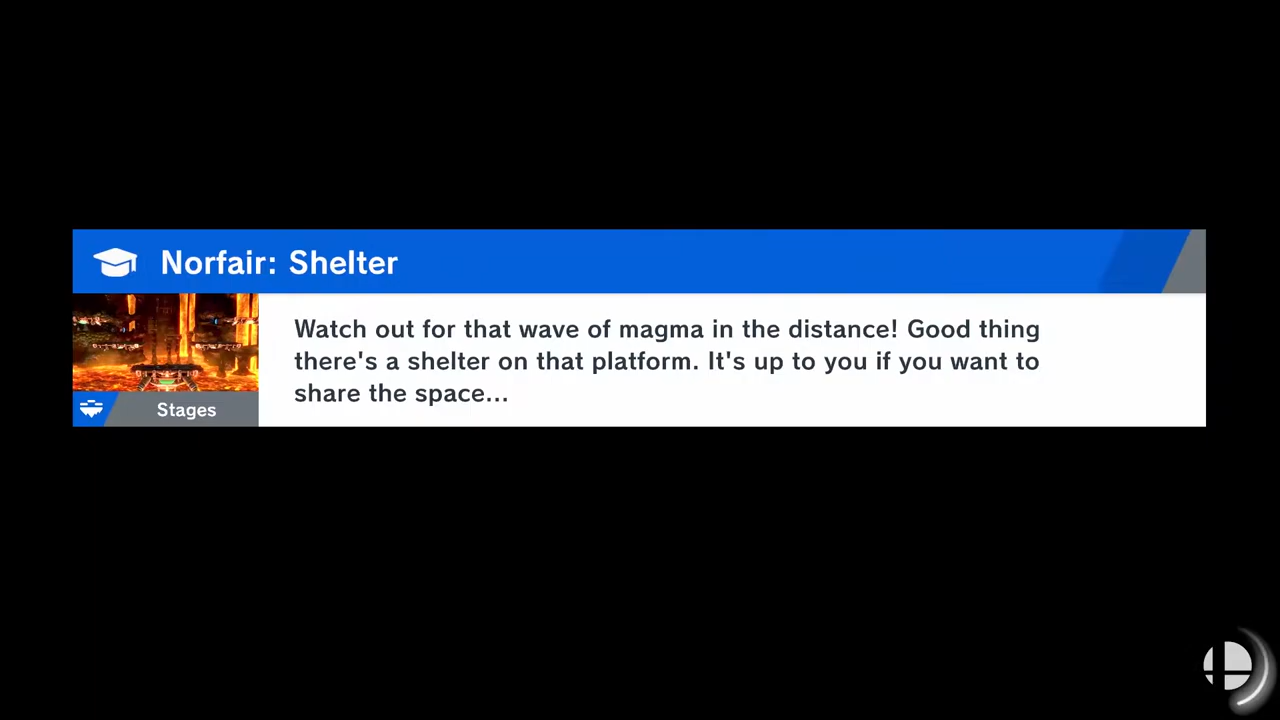 Norfair: Shelter
Watch out for that wave of magma in the distance! Good thing
there's a shelter on that platform. It's up to you if you want to
share the space...
Stages